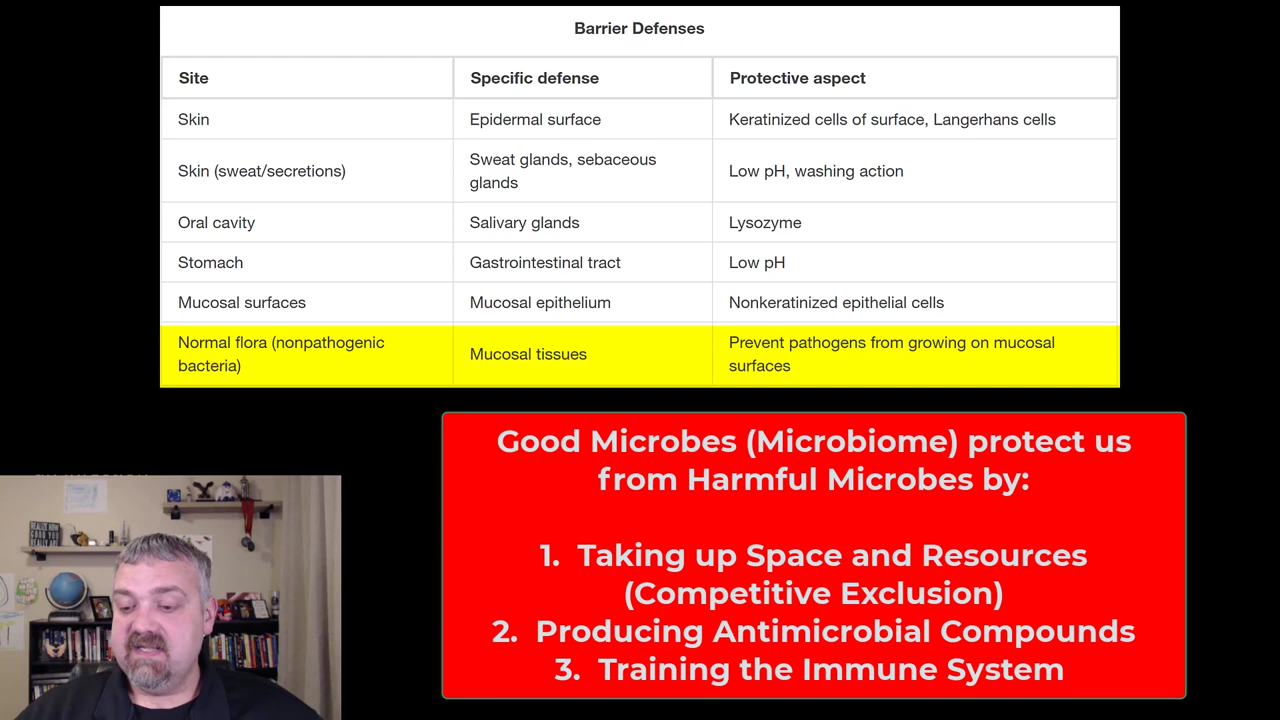 Barrier Defenses
Site Specific defense Protective aspect
Skin Epidermal surface Keratinized cells of surface, Langerhans cells
Skin (sweat/secretions) Sweat glands, sebaceous glands Low pH, washing action
Oral cavity Salivary glands Lysozyme
Stomach Gastrointestinal tract Low pH
Mucosal surfaces Mucosal epithelium Nonkeratinized epithelial cells
Normal flora (nonpathogenic bacteria) Mucosal tissues Prevent pathogens from growing on mucosal surfaces
Good Microbes (Microbiome) protect us
from Harmful Microbes by:
1. Taking up Space and Resources
(Competitive Exclusion)
2. Producing Antimicrobial Compounds
3. Training the Immune System